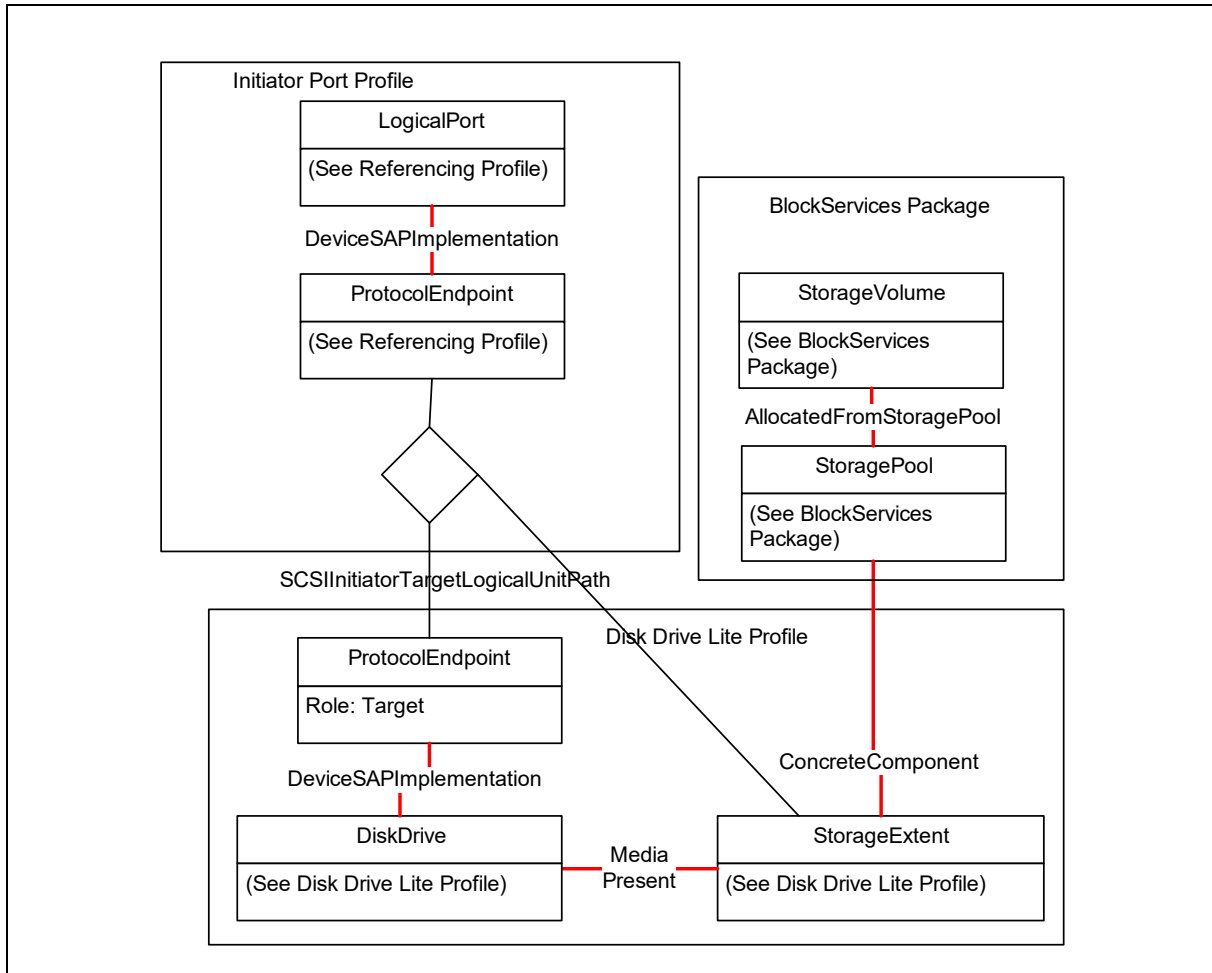 Initiator Port Profile
LogicalPort
(See Referencing Profile)
DeviceSAPImplementation
ProtocolEndpoint
(See Referencing Profile)
BlockServices Package
StorageVolume
(See BlockServices
Package)
AllocatedFromStoragePool
StoragePool
(See BlockServices
Package)
SCSIInitiatorTargetLogicalUnitPath
Disk Drive Lite Profile
ProtocolEndpoint
Role: Target
DeviceSAPImplementation
ConcreteComponent
DiskDrive
(See Disk Drive Lite Profile)
Media
Present
StorageExtent
(See Disk Drive Lite Profile)